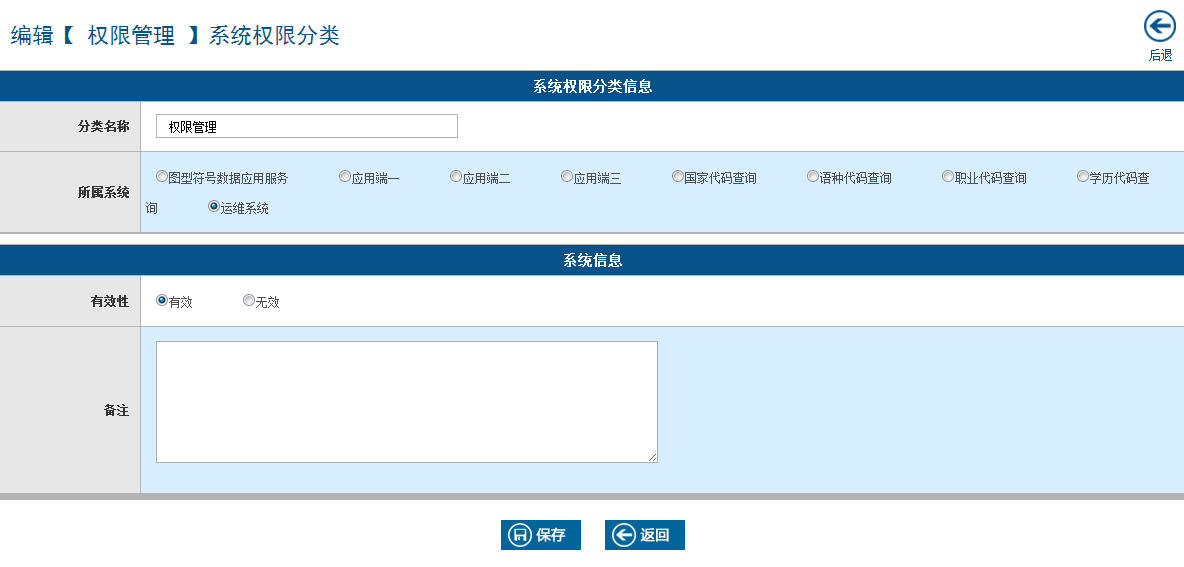 编辑【 权限管理 】系统权限分类
后退
系统权限分类信息
分类名称
权限管理
所属系统
图型符号数据应用服务 应用端一 应用端二 应用端三 国家代码查询 语种代码查询 职业代码查询 学历代码查
询 运维系统
系统信息
有效性
有效 无效
备注
保存 返回